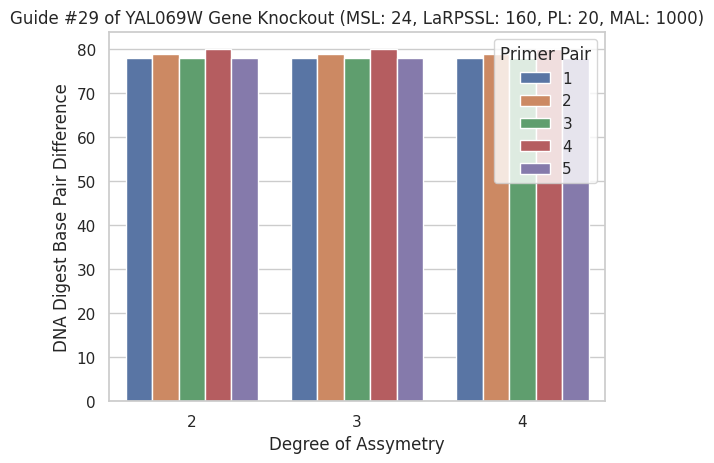 Guide #29 of YAL069W Gene Knockout (MSL: 24, LaRPSSL: 160, PL: 20, MAL: 1000)
DNA Digest Base Pair Difference
80
70
60
50
40
30
20
10
0
Primer Pair
1
2
3
4
5
2 3 4
Degree of Assymetry